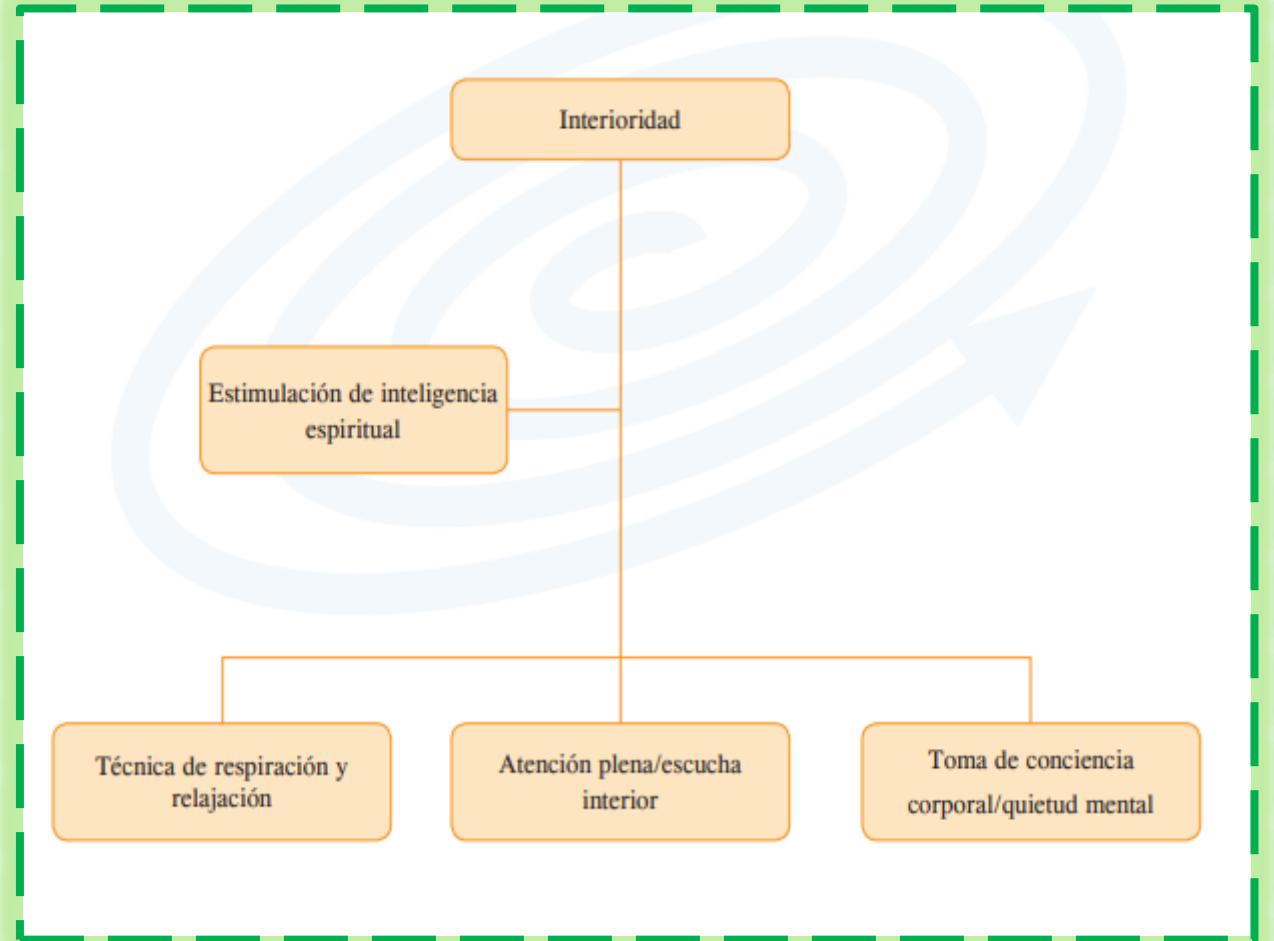 Interioridad
Estimulación de inteligencia
espiritual
Técnica de respiración y
relajación
Atención plena/escucha
interior
Toma de conciencia
corporal/quietud mental